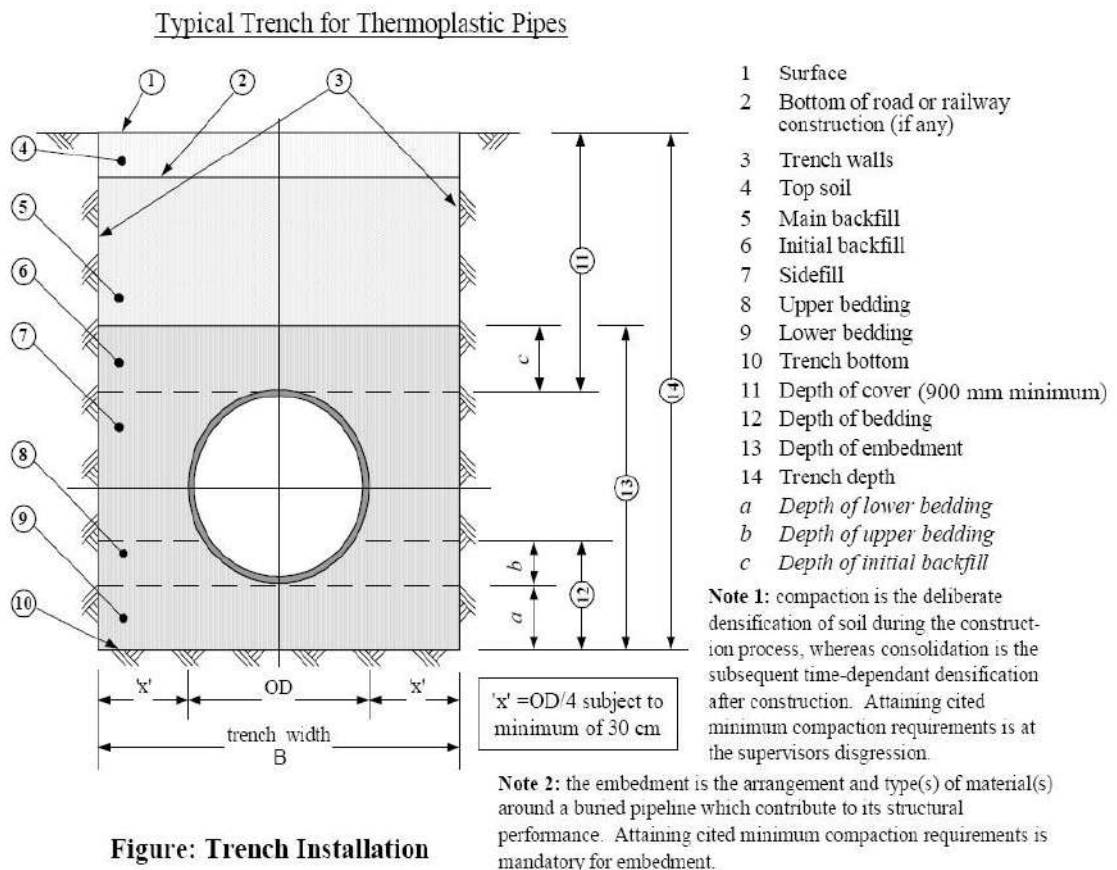 Typical Trench for Thermoplastic Pipes
1
2
3
4
5
6
7
8
9
10
11
14
c
13
b
12
a
'x'
OD
'x'
trench width
B
'x' =OD/4 subject to
minimum of 30 cm
1 Surface
2 Bottom of road or railway
construction (if any)
3 Trench walls
4 Top soil
5 Main backfill
6 Initial backfill
7 Sidefill
8 Upper bedding
9 Lower bedding
10 Trench bottom
11 Depth of cover (900 mm minimum)
12 Depth of bedding
13 Depth of embedment
14 Trench depth
a Depth of lower bedding
b Depth of upper bedding
c Depth of initial backfill
Note 1: compaction is the deliberate
densification of soil during the construct-
ion process, whereas consolidation is the
subsequent time-dependant densification
after construction. Attaining cited
minimum compaction requirements is at
the supervisors disgression.
Note 2: the embedment is the arrangement and type(s) of material(s)
around a buried pipeline which contribute to its structural
performance. Attaining cited minimum compaction requirements is
mandatory for embedment.
Figure: Trench Installation